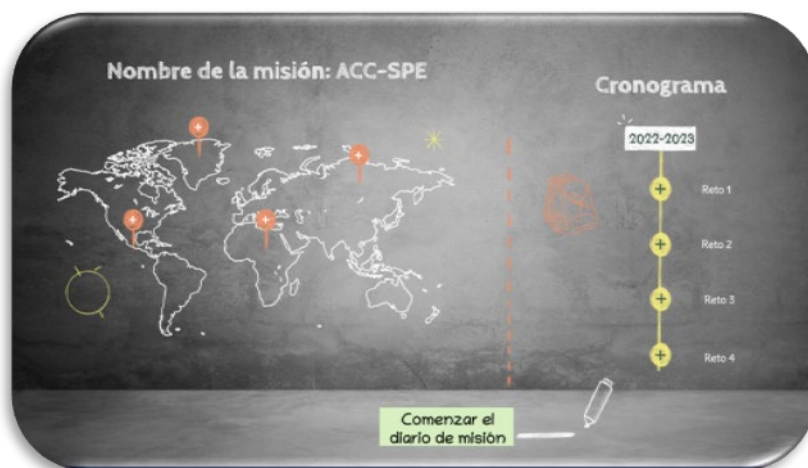 Nombre de la misión: ACC-SPE
Cronograma
2022-2023
Reto 1
Reto 2
Reto 3
Reto 4
Comenzar el
diario de misión